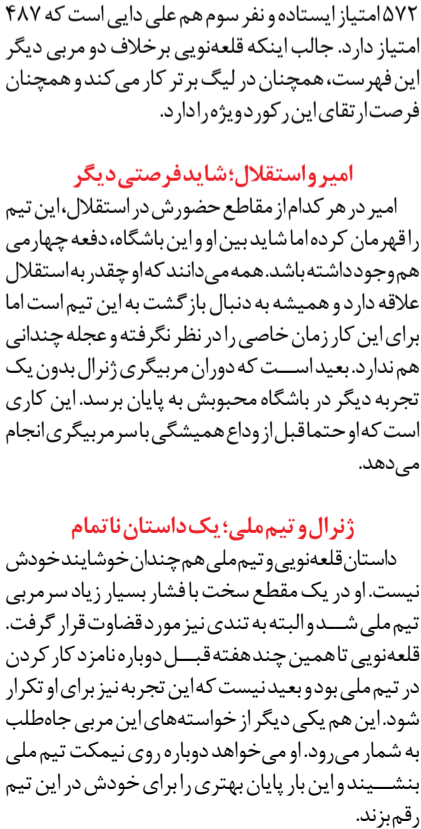 ۵۷۲ امتیاز ایستاده و نفر سوم هم علی دایی است که ۴۸۷
امتیاز دارد. جالب اینکه قلعه‌نویی برخلاف دو مربی دیگر
این فهرست، همچنان در لیگ برتر کار می‌کند و همچنان
فرصت ارتقای این رکورد ویژه را دارد.
امیر و استقلال؛ شاید فرصتی دیگر
امیر در هر کدام از مقاطع حضورش در استقلال، این تیم
را قهرمان کرده اما شاید بین او و این باشگاه، دفعه چهارمی
هم وجود داشته باشد. همه می‌دانند که او چقدر به استقلال
علاقه دارد و همیشه به دنبال بازگشت به این تیم است اما
برای این کار زمان خاصی را در نظر نگرفته و عجله چندانی
هم ندارد. بعید است که دوران مربیگری ژنرال بدون یک
تجربه دیگر در باشگاه محبوبش به پایان برسد. این کاری
است که او حتما قبل از وداع همیشگی با سرمربیگری انجام
می‌دهد.
ژنرال و تیم ملی؛ یک داستان ناتمام
داستان قلعه‌نویی و تیم‌ملی هم چندان خوشایند خودش
نیست. او در یک مقطع سخت با فشار بسیار زیاد سرمربی
تیم ملی شد و البته به تندی نیز مورد قضاوت قرار گرفت.
قلعه‌نویی تا همین چند هفته قبل دوباره نامزد کار کردن
در تیم ملی بود و بعید نیست که این تجربه نیز برای او تکرار
شود. این هم یکی دیگر از خواسته‌های این مربی جاه‌طلب
به شمار می‌رود. او می‌خواهد دوباره روی نیمکت تیم ملی
بنشیند و این بار پایان بهتری را برای خودش در این تیم
رقم بزند.